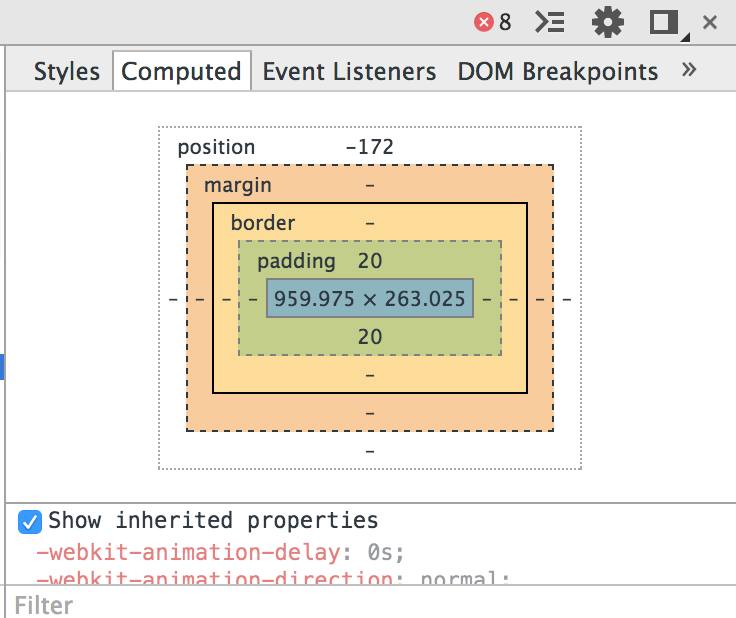 8
Styles Computed Event Listeners DOM Breakpoints »
position -172
margin -
border -
padding 20
- - - - 959.975 × 263.025 - - - -
20
-
-
-
Show inherited properties
-webkit-animation-delay: 0s;
-webkit-animation-direction: normal;
Filter